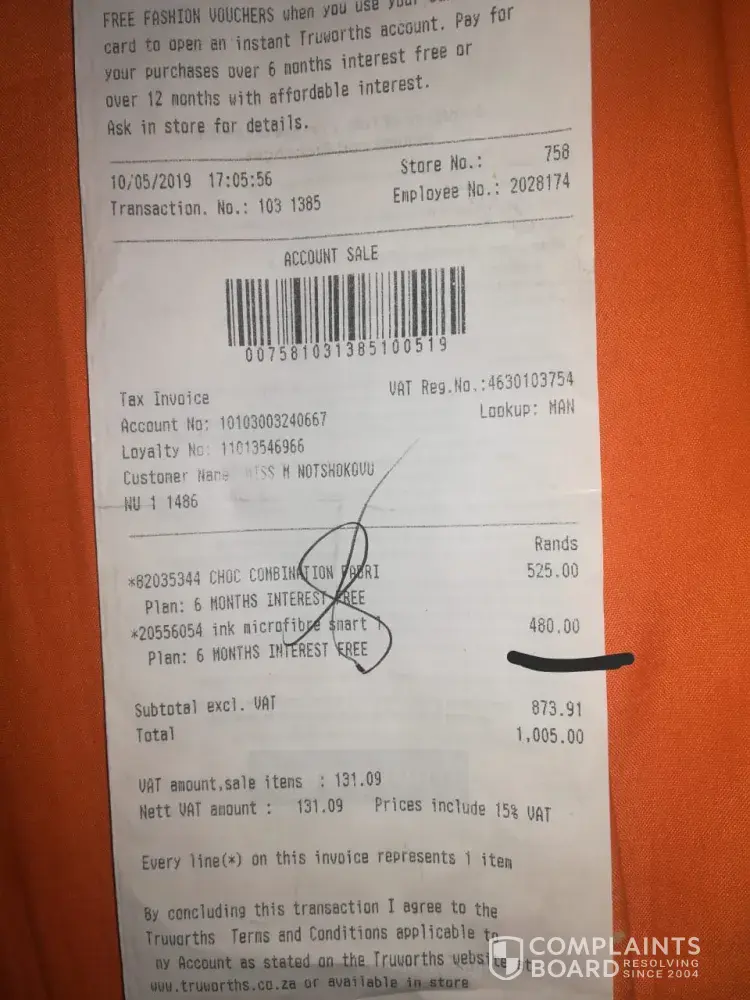 FREE FASHION VOUCHERS when you use your
card to open an instant Truworths account. Pay for
your purchases over 6 months interest free or
over 12 months with affordable interest.
Ask in store for details.
10/05/2019 17:05:56 Store No.: 758
Transaction. No.: 103 1385 Employee No.: 2028174
ACCOUNT SALE
007581031385100519
Tax Invoice VAT Reg.No.:4630103754
Account No: 10103003240667 Lookup: MAN
Loyalty No: 11013546966
Customer Name MISS M NOTSHOKOVU
NU 1 1486
Rands
*82035344 CHOC COMBINATION FABRI 525.00
Plan: 6 MONTHS INTEREST FREE
*20556054 ink microfibre smart 480.00
Plan: 6 MONTHS INTEREST FREE
Subtotal excl. VAT 873.91
Total 1,005.00
VAT amount,sale items : 131.09
Nett VAT amount : 131.09 Prices include 15% VAT
Every line(*) on this invoice represents 1 item
By concluding this transaction I agree to the
Truworths Terms and Conditions applicable to
my Account as stated on the Truworths website at
www.truworths.co.za or available in store
COMPLAINTS
BOARD RESOLVING
SINCE 2004